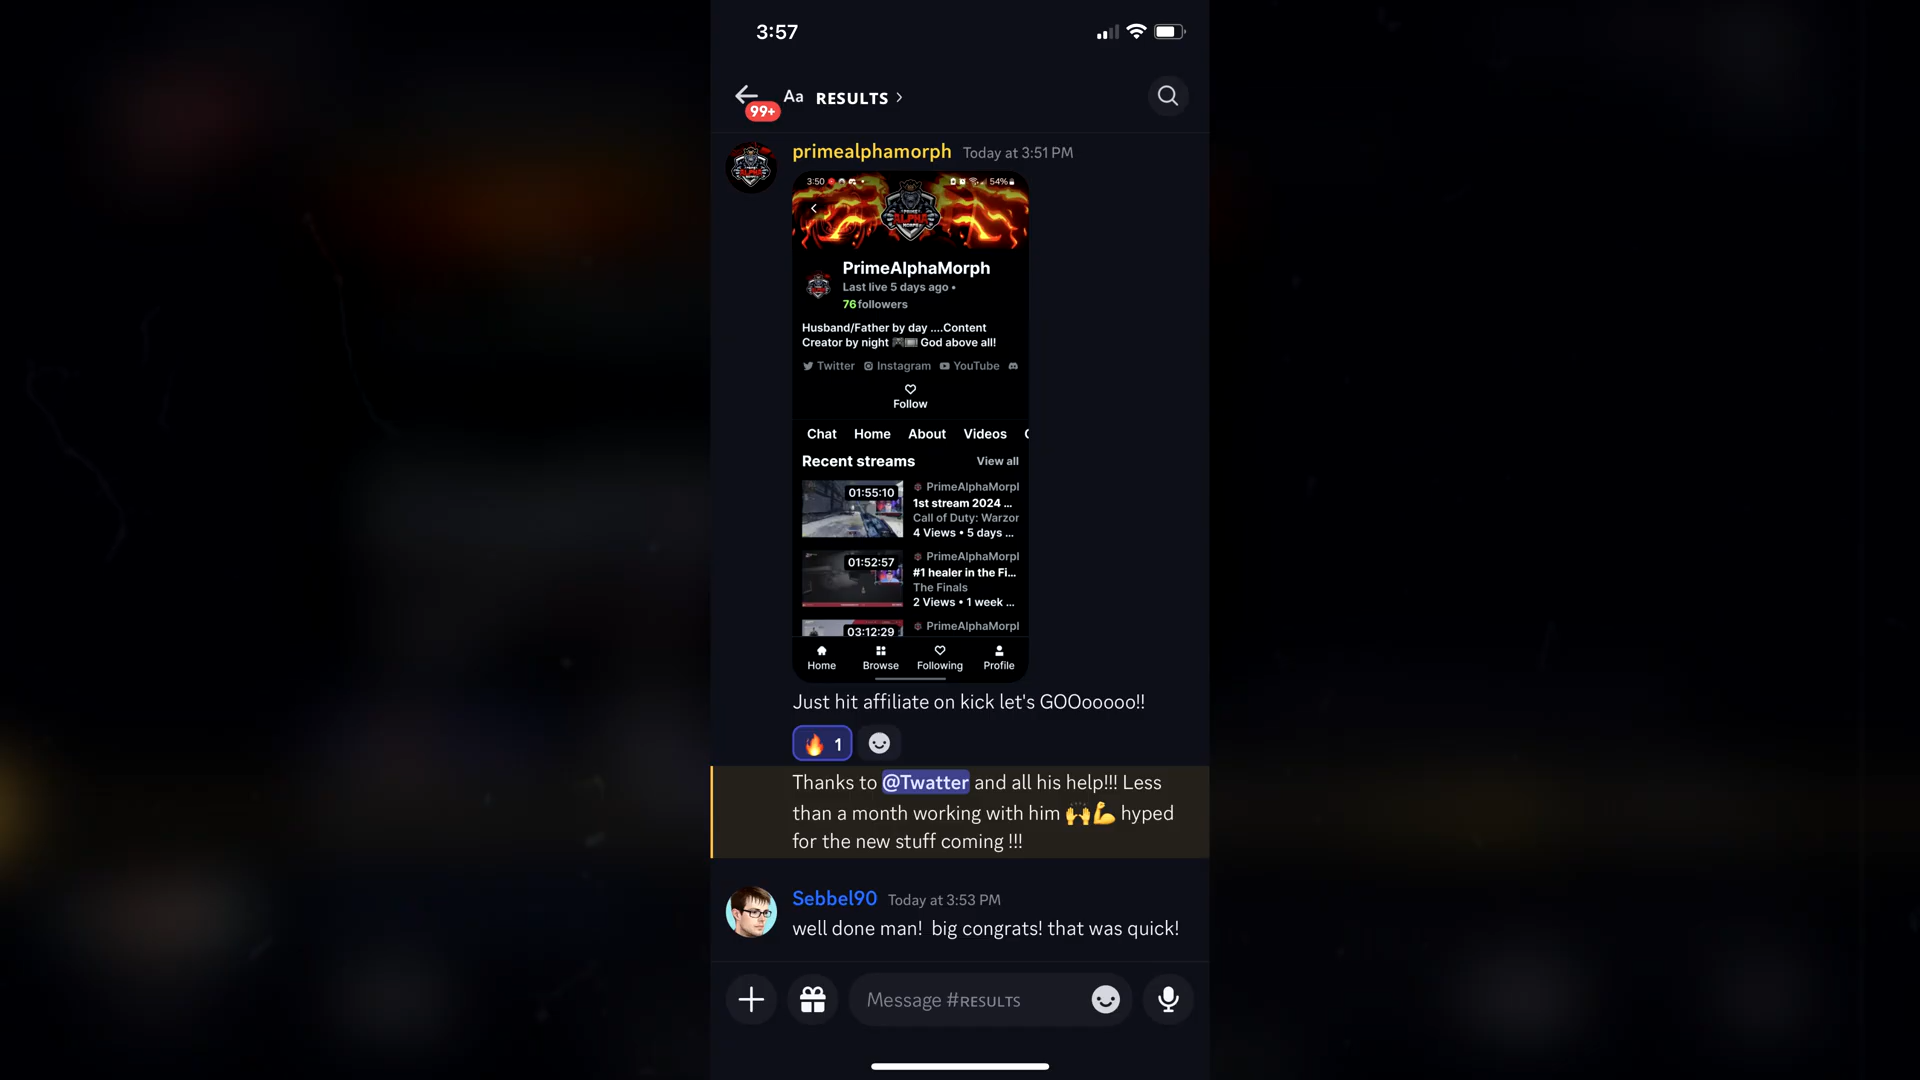 3:57
99+
Aa RESULTS
primealphamorph Today at 3:51 PM
3:50
54%
PRIME
ALPHA
MORPH
PrimeAlphaMorph
Last live 5 days ago •
76 followers
Husband/Father by day ....Content
Creator by night 🎮 God above all!
Twitter Instagram YouTube
Follow
Chat Home About Videos
Recent streams View all
01:55:10
PrimeAlphaMorpl
1st stream 2024 ...
Call of Duty: Warzor
4 Views • 5 days ...
01:52:57
PrimeAlphaMorpl
#1 healer in the Fi...
The Finals
2 Views • 1 week ...
03:12:29
PrimeAlphaMorpl
Home Browse Following Profile
Just hit affiliate on kick let's GOOooooo!!
🔥 1
Thanks to @Twatter and all his help!!! Less
than a month working with him 🙌💪 hyped
for the new stuff coming !!!
Sebbel90 Today at 3:53 PM
well done man! big congrats! that was quick!
Message #RESULTS